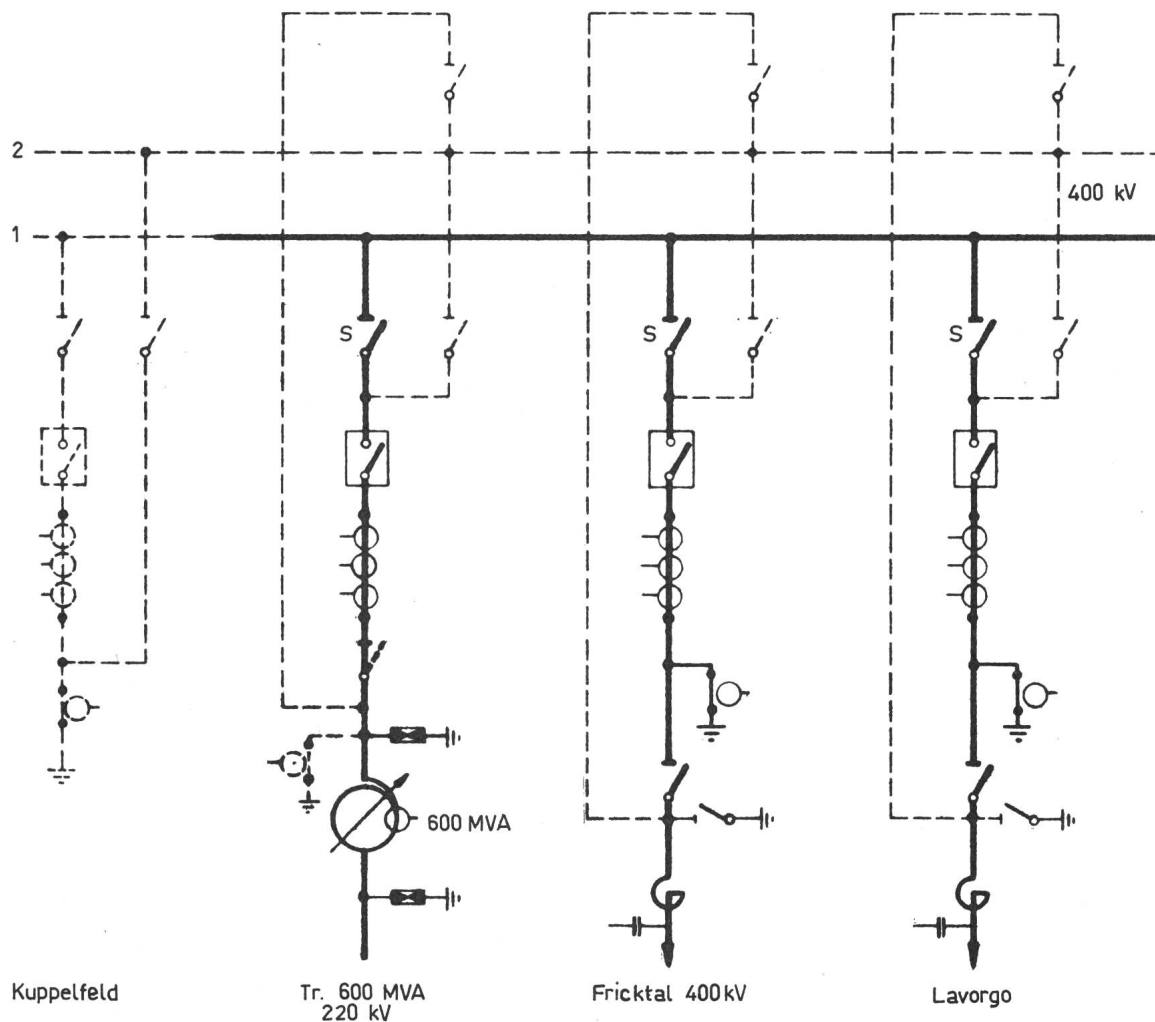 2
400 kV
1
S
S
S
600 MVA
Kuppelfeld
Tr. 600 MVA
220 kV
Fricktal 400kV
Lavorgo